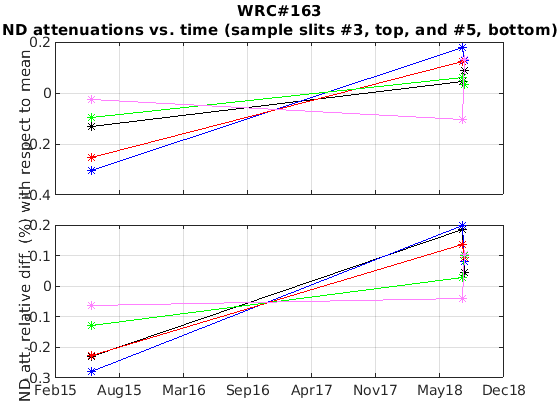 WRC#163
ND attenuations vs. time (sample slits #3, top, and #5, bottom)
0.2
0
-0.2
-0.4
0.2
0.1
0
-0.1
-0.2
-0.3
Feb15 Aug15 Mar16 Sep16 Apr17 Nov17 May18 Dec18
ND att. relative diff. (%) with respect to mean